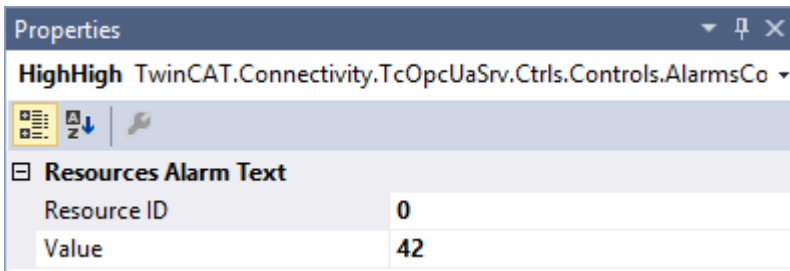 Properties
HighHigh TwinCAT.Connectivity.TcOpcUaSrv.Ctrls.Controls.AlarmsCo
Resources Alarm Text
Resource ID 0
Value 42